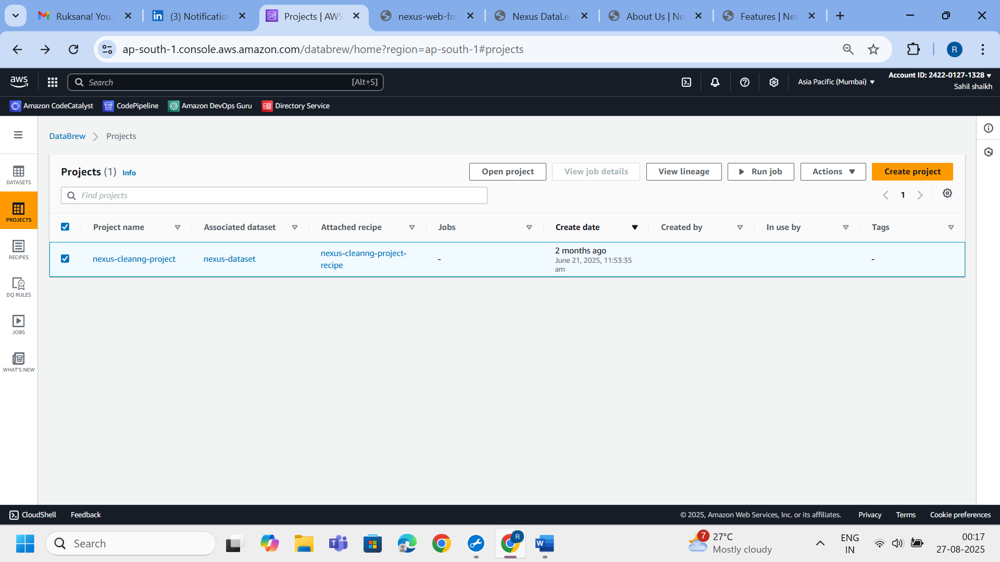 Ruksana! You j
(3) Notification
Projects | AWS
nexus-web-fro
Nexus DataLe
About Us | Ne
Features | Nex
ap-south-1.console.aws.amazon.com/databrew/home?region=ap-south-1#projects
R
aws
Search
[Alt+S]
Asia Pacific (Mumbai)
Account ID: 2422-0127-1328
Sahil shaikh
Amazon CodeCatalyst
CodePipeline
Amazon DevOps Guru
Directory Service
DataBrew
Projects
DATASETS
PROJECTS
RECIPES
DQ RULES
JOBS
WHAT'S NEW
Projects (1) Info
Open project
View job details
View lineage
Run job
Actions
Create project
Find projects
1
Project name
Associated dataset
Attached recipe
Jobs
Create date
Created by
In use by
Tags
nexus-cleanng-project
nexus-dataset
nexus-cleanng-project-
recipe
-
2 months ago
June 21, 2025, 11:53:35
am
-
CloudShell
Feedback
© 2025, Amazon Web Services, Inc. or its affiliates.
Privacy
Terms
Cookie preferences
Search
R
7
27°C
Mostly cloudy
ENG
IN
00:17
27-08-2025